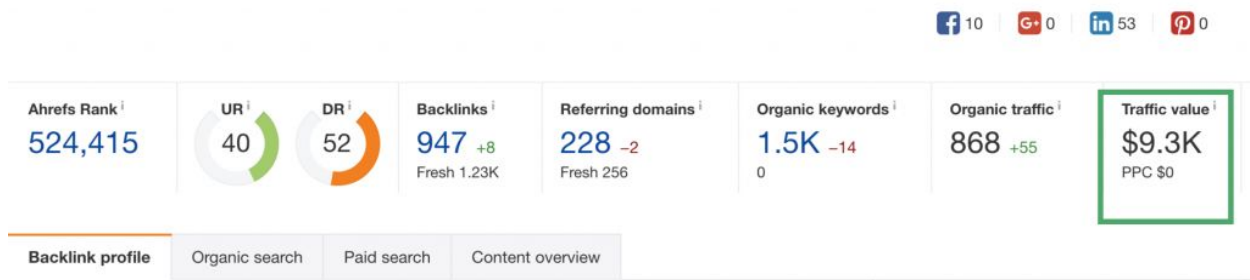 10 0 53 0
Ahrefs Rank i UR i DR i Backlinks i Referring domains i Organic keywords i Organic traffic i Traffic value i
524,415 40 52 947 +8 228 –2 1.5K –14 868 +55 $9.3K
Fresh 1.23K Fresh 256 0 PPC $0
Backlink profile Organic search Paid search Content overview